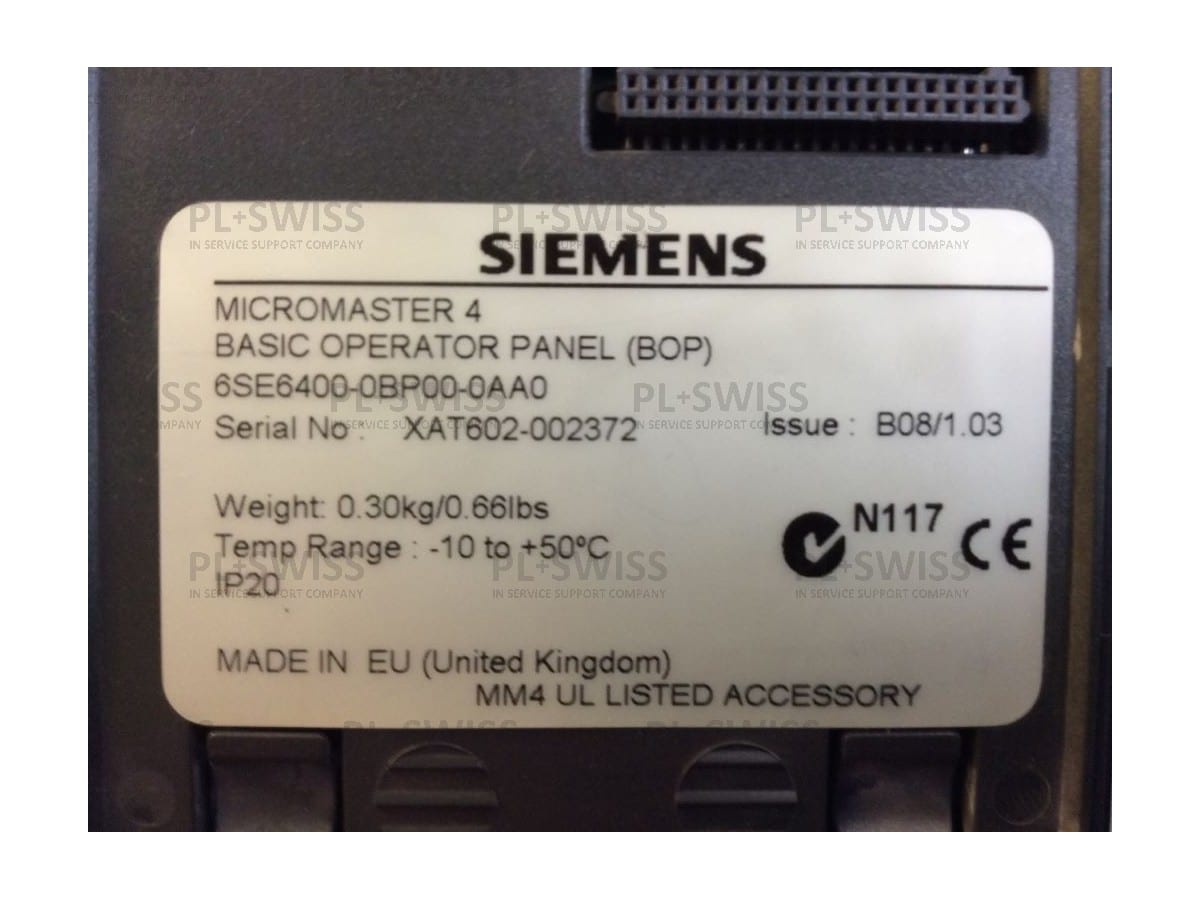 SIEMENS
MICROMASTER 4
BASIC OPERATOR PANEL (BOP)
6SE6400-0BP00-0AA0
Serial No : XAT602-002372 Issue : B08/1.03
Weight: 0.30kg/0.66lbs
N117 CE
Temp Range : -10 to +50ºC
IP20
MADE IN EU (United Kingdom)
MM4 UL LISTED ACCESSORY
PL+SWISS
IN SERVICE SUPPORT COMPANY